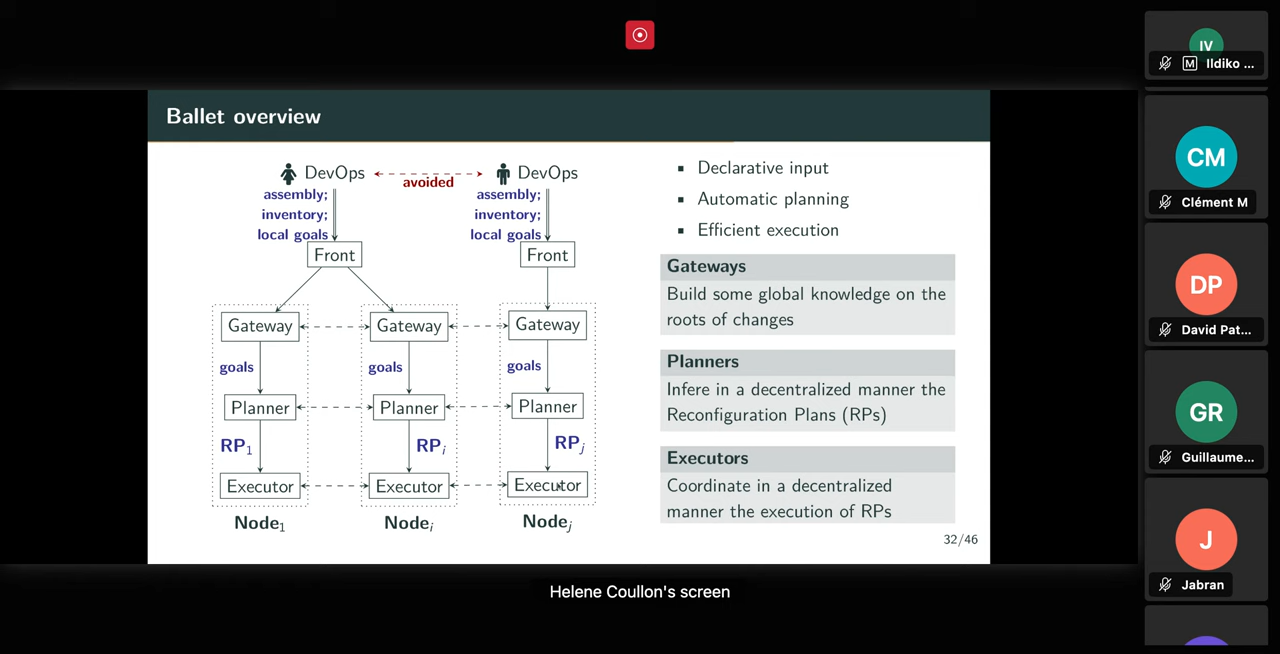 Ballet overview
DevOps
avoided
DevOps
assembly;
inventory;
local goals
assembly;
inventory;
local goals
Front
Front
Gateway
Gateway
Gateway
goals
goals
goals
Planner
Planner
Planner
RP1
RPi
RPj
Executor
Executor
Executor
Node1
Nodei
Nodej
▪ Declarative input
▪ Automatic planning
▪ Efficient execution
Gateways
Build some global knowledge on the
roots of changes
Planners
Infere in a decentralized manner the
Reconfiguration Plans (RPs)
Executors
Coordinate in a decentralized
manner the execution of RPs
32/46
Helene Coullon's screen
IV
M Ildiko ...
CM
Clément M
DP
David Pat...
GR
Guillaume...
J
Jabran